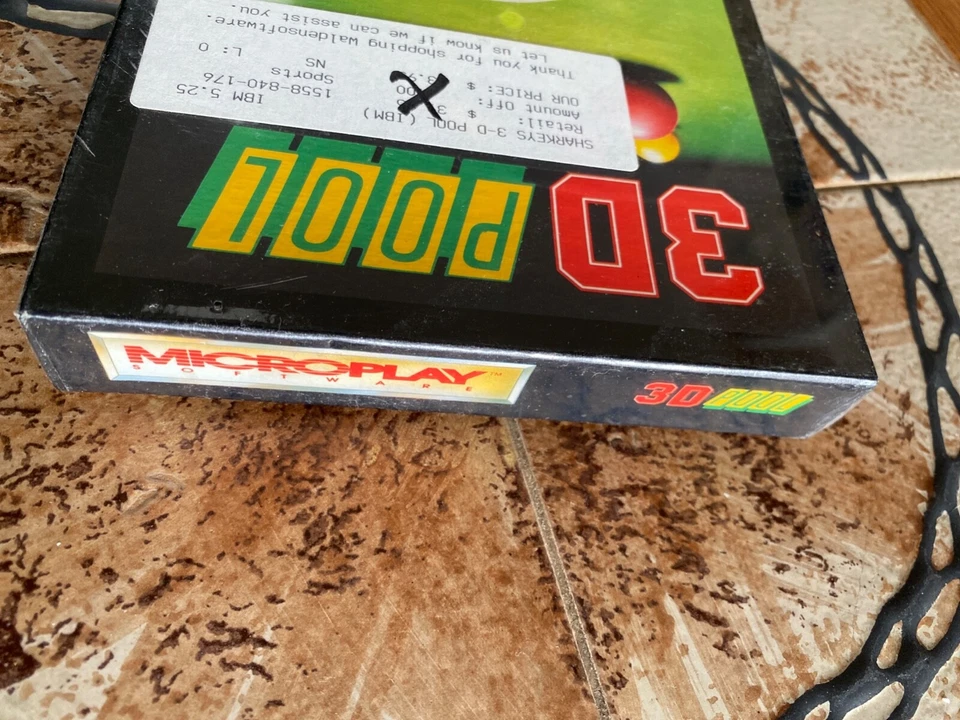 3D POOL
SHARKEYS 3-D POOL (IBM)
Retail: $
Amount Off:
OUR PRICE: $
IBM 5.25
1558-840-176
Sports
NS
L: 0
Thank you for shopping Waldensoftware.
Let us know if we can assist you.
MICROPLAY™
SOFTWARE
3D POOL